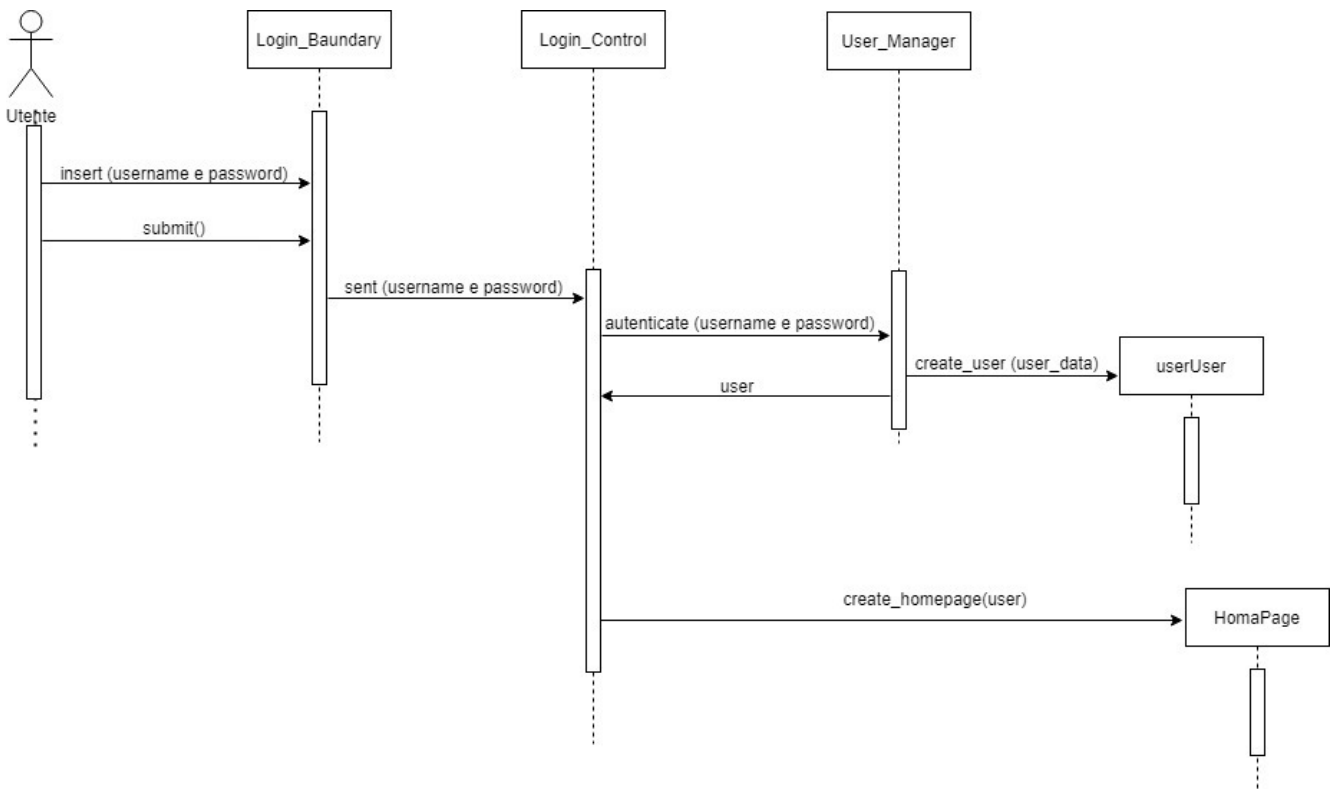 Login_Baundary
Login_Control
User_Manager
Utente
insert (username e password)
submit()
sent (username e password)
autenticate (username e password)
create_user (user_data)
userUser
user
create_homepage(user)
HomaPage